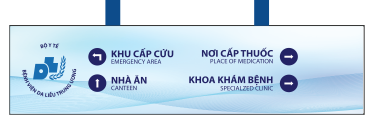 BỘ Y TẾ
BỆNH VIỆN DA LIỄU TRUNG ƯƠNG
KHU CẤP CỨU
EMERGENCY AREA
NHÀ ĂN
CANTEEN
NƠI CẤP THUỐC
PLACE OF MEDICATION
KHOA KHÁM BỆNH
SPECIALZED CLINIC